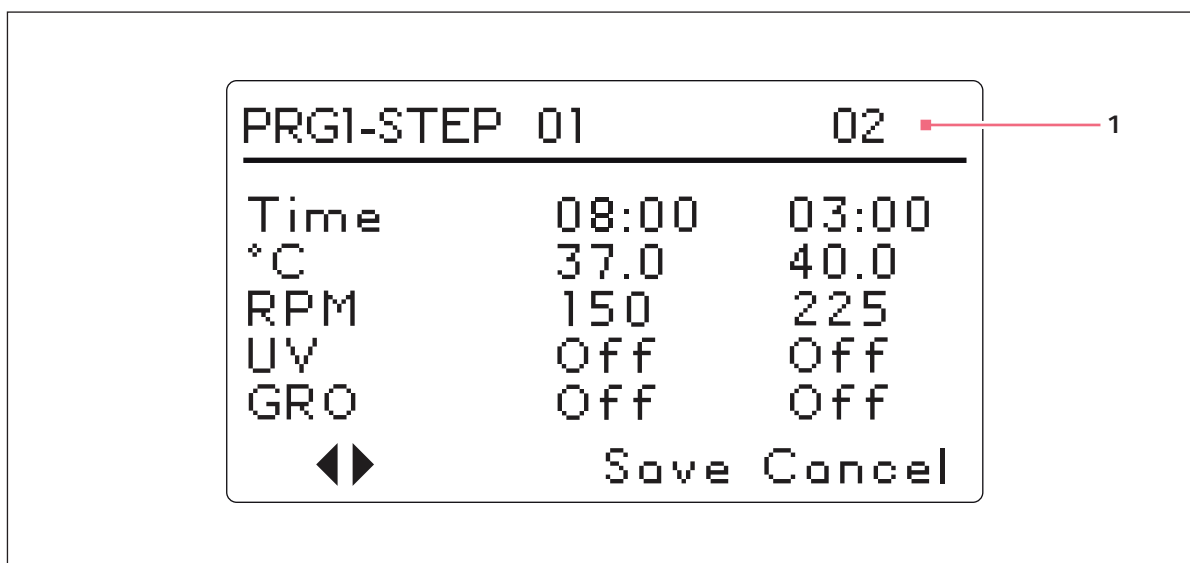 PRG1-STEP 01 02 1
Time 08:00 03:00
°C 37.0 40.0
RPM 150 225
UV Off Off
GRO Off Off
Save Cancel